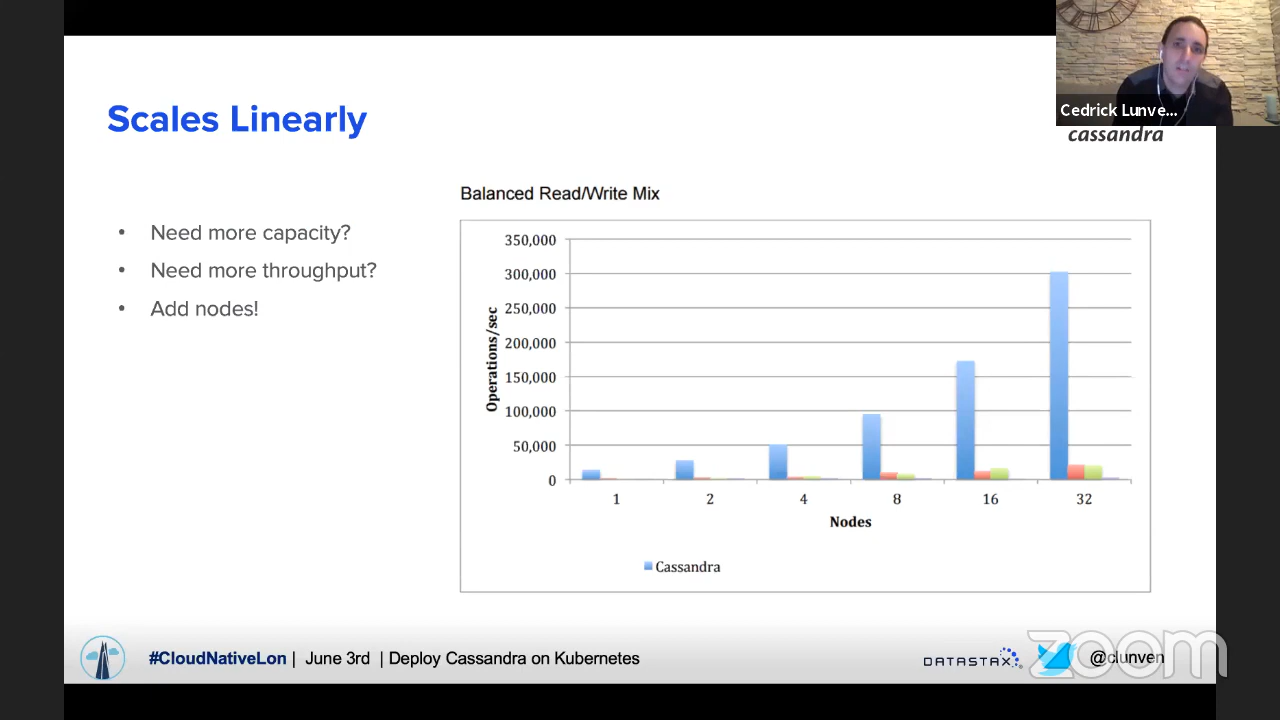 Scales Linearly
Cedrick Lunve...
cassandra
• Need more capacity?
• Need more throughput?
• Add nodes!
Balanced Read/Write Mix
350,000
300,000
250,000
200,000
150,000
100,000
50,000
0
Operations/sec
1 2 4 8 16 32
Nodes
Cassandra
#CloudNativeLon | June 3rd | Deploy Cassandra on Kubernetes
DATASTAX
@clunven
zoom